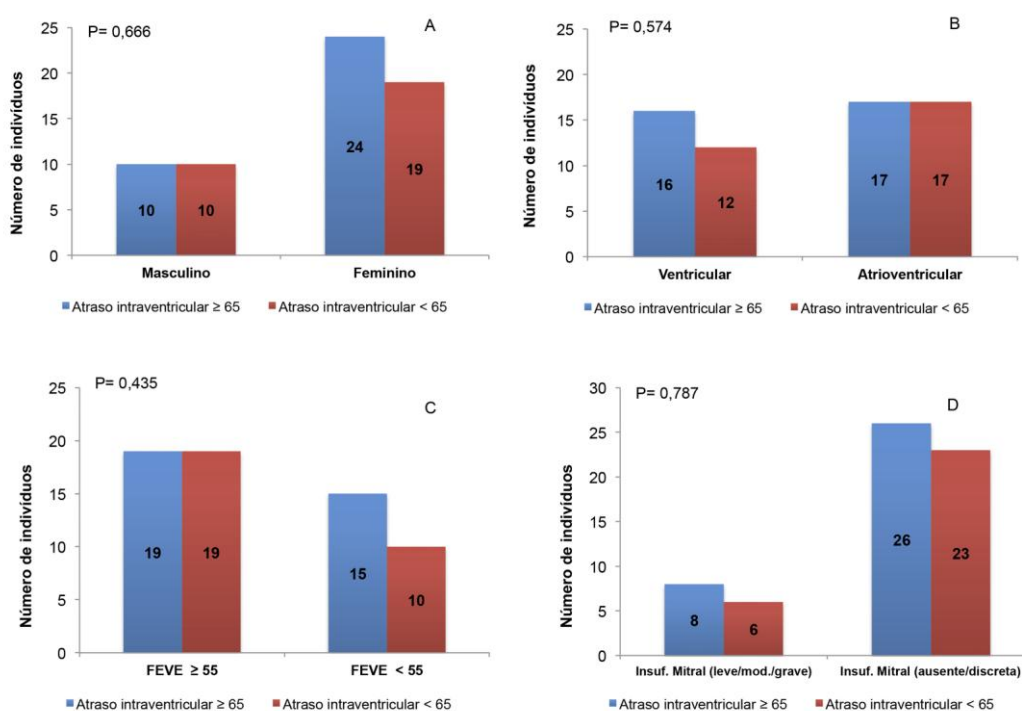 P= 0,666
A
Número de indivíduos
25
20
15
10
5
0
10
10
24
19
Masculino
Feminino
Atraso intraventricular ≥ 65
Atraso intraventricular < 65
P= 0,574
B
Número de indivíduos
25
20
15
10
5
0
16
12
17
17
Ventricular
Atrioventricular
Atraso intraventricular ≥ 65
Atraso intraventricular < 65
P= 0,435
C
Número de indivíduos
25
20
15
10
5
0
19
19
15
10
FEVE ≥ 55
FEVE < 55
Atraso intraventricular ≥ 65
Atraso intraventricular < 65
P= 0,787
D
Número de indivíduos
30
25
20
15
10
5
0
8
6
26
23
Insuf. Mitral (leve/mod./grave)
Insuf. Mitral (ausente/discreta)
Atraso intraventricular ≥ 65
Atraso intraventricular < 65